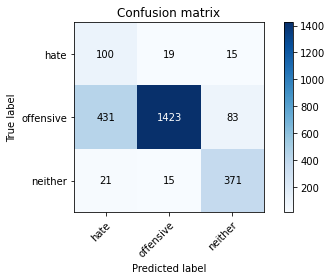 Confusion matrix
hate 100 19 15
offensive 431 1423 83
neither 21 15 371
hate offensive neither
True label
Predicted label
1400
1200
1000
800
600
400
200